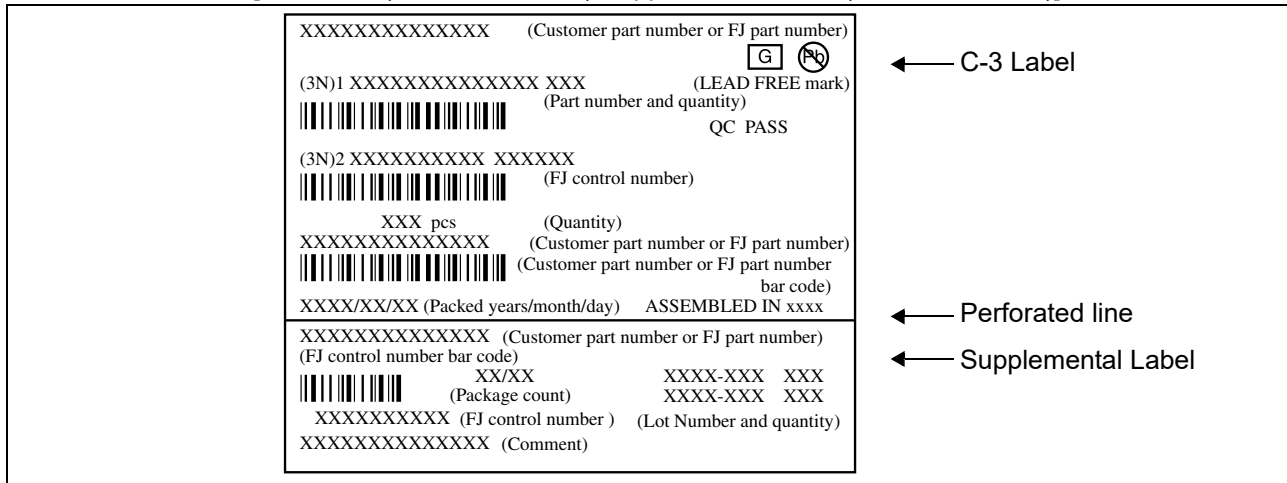 XXXXXXXXXXXXXX (Customer part number or FJ part number)
G Pb
C-3 Label
(3N)1 XXXXXXXXXXXXXX XXX (LEAD FREE mark)
(Part number and quantity)
QC PASS
(3N)2 XXXXXXXXXX XXXXXX
(FJ control number)
XXX pcs (Quantity)
XXXXXXXXXXXXXX (Customer part number or FJ part number)
(Customer part number or FJ part number
bar code)
XXXX/XX/XX (Packed years/month/day) ASSEMBLED IN xxxx
Perforated line
XXXXXXXXXXXXXX (Customer part number or FJ part number)
(FJ control number bar code)
Supplemental Label
XX/XX XXXX-XXX XXX
(Package count) XXXX-XXX XXX
XXXXXXXXXX (FJ control number ) (Lot Number and quantity)
XXXXXXXXXXXXXX (Comment)